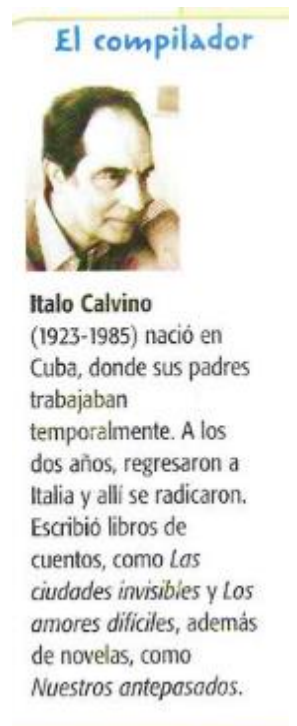 El compilador
Italo Calvino
(1923-1985) nació en
Cuba, donde sus padres
trabajaban
temporalmente. A los
dos años, regresaron a
Italia y allí se radicaron.
Escribió libros de
cuentos, como Las
ciudades invisibles y Los
amores difíciles, además
de novelas, como
Nuestros antepasados.